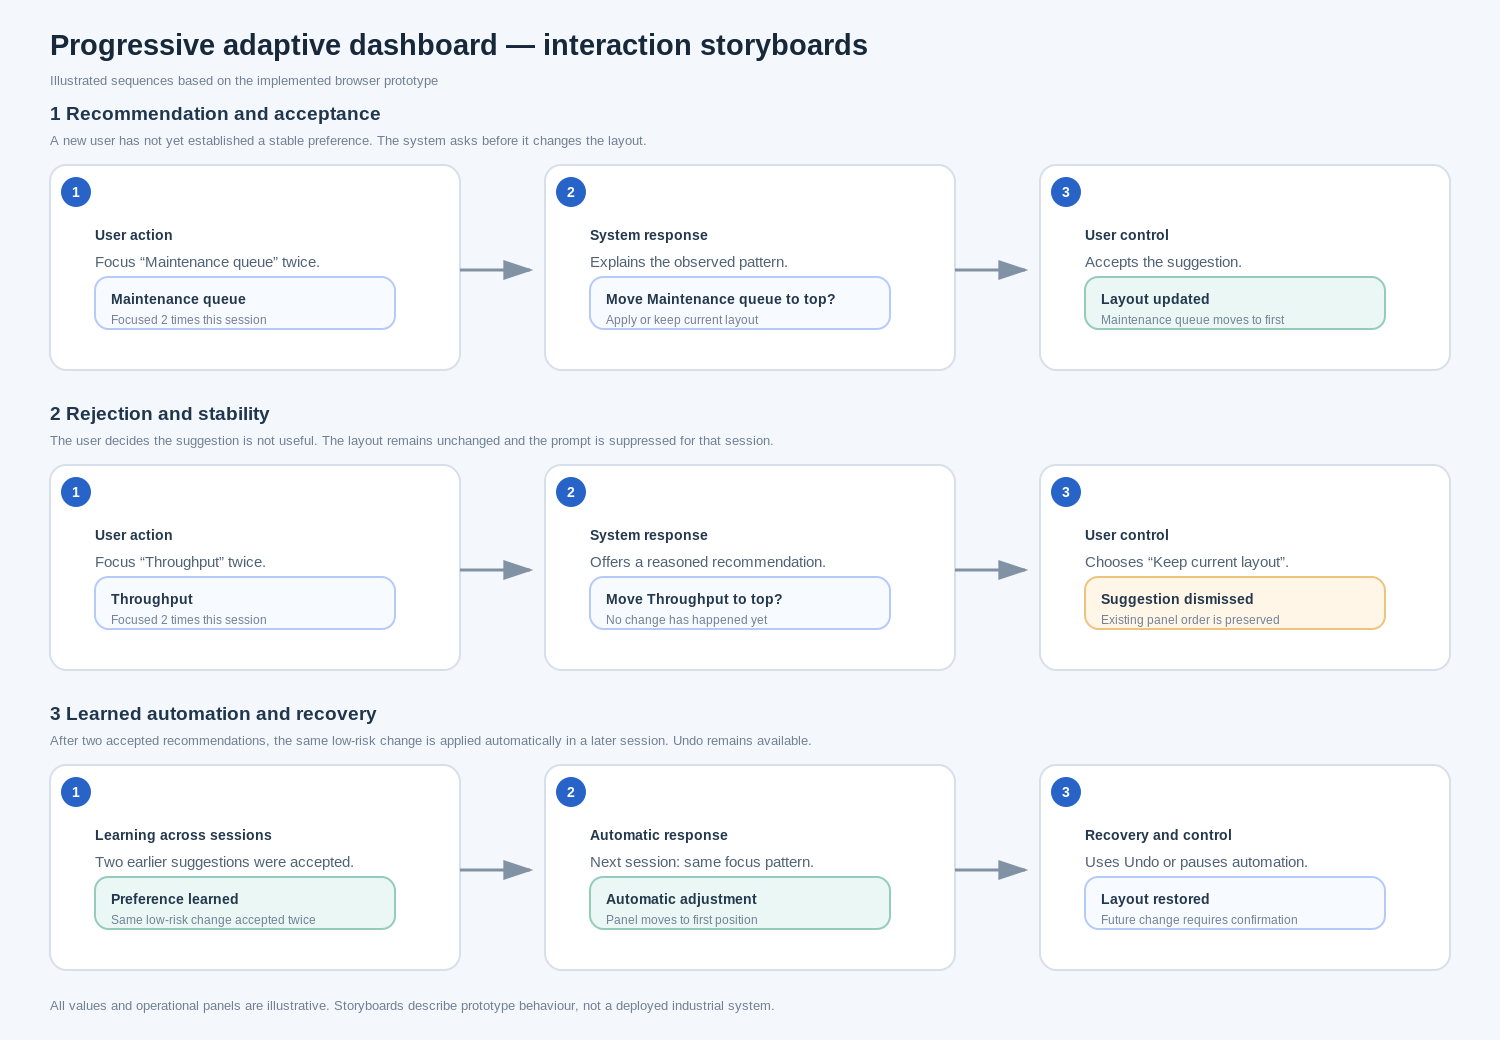 Progressive adaptive dashboard — interaction storyboards
Illustrated sequences based on the implemented browser prototype
1 Recommendation and acceptance
A new user has not yet established a stable preference. The system asks before it changes the layout.
1
User action
Focus “Maintenance queue” twice.
Maintenance queue
Focused 2 times this session
2
System response
Explains the observed pattern.
Move Maintenance queue to top?
Apply or keep current layout
3
User control
Accepts the suggestion.
Layout updated
Maintenance queue moves to first
2 Rejection and stability
The user decides the suggestion is not useful. The layout remains unchanged and the prompt is suppressed for that session.
1
User action
Focus “Throughput” twice.
Throughput
Focused 2 times this session
2
System response
Offers a reasoned recommendation.
Move Throughput to top?
No change has happened yet
3
User control
Chooses “Keep current layout”.
Suggestion dismissed
Existing panel order is preserved
3 Learned automation and recovery
After two accepted recommendations, the same low-risk change is applied automatically in a later session. Undo remains available.
1
Learning across sessions
Two earlier suggestions were accepted.
Preference learned
Same low-risk change accepted twice
2
Automatic response
Next session: same focus pattern.
Automatic adjustment
Panel moves to first position
3
Recovery and control
Uses Undo or pauses automation.
Layout restored
Future change requires confirmation
All values and operational panels are illustrative. Storyboards describe prototype behaviour, not a deployed industrial system.